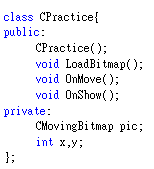 class CPractice{
public:
CPractice();
void LoadBitmap();
void OnMove();
void OnShow();
private:
CMovingBitmap pic;
int x,y;
};